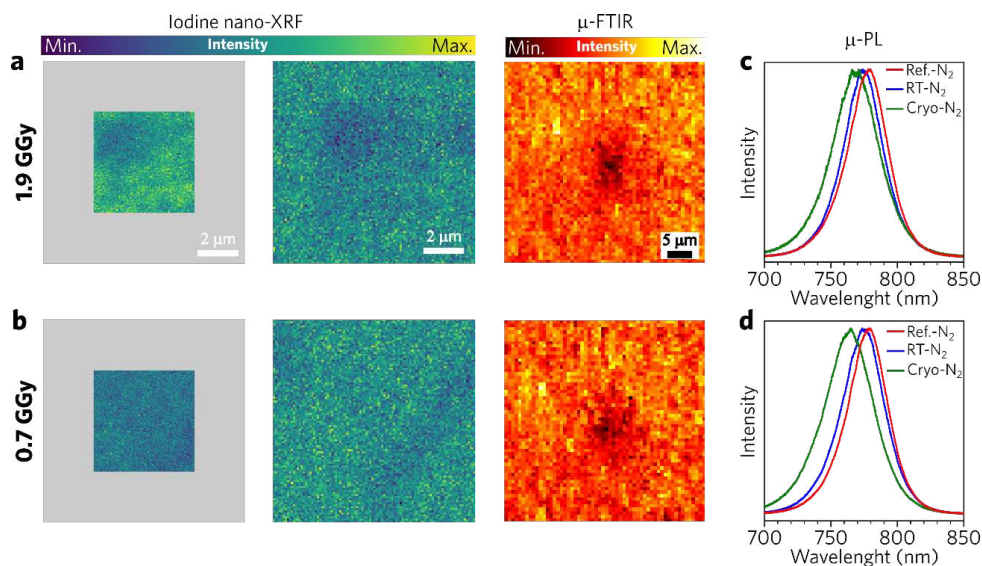 Iodine nano-XRF
μ-FTIR
μ-PL
Min. Intensity Max.
Min. Intensity Max.
a
1.9 GGy
2 μm
2 μm
5 μm
c
Ref.-N₂
RT-N₂
Cryo-N₂
Intensity
700 750 800 850
Wavelenght (nm)
b
0.7 GGy
d
Ref.-N₂
RT-N₂
Cryo-N₂
Intensity
700 750 800 850
Wavelenght (nm)